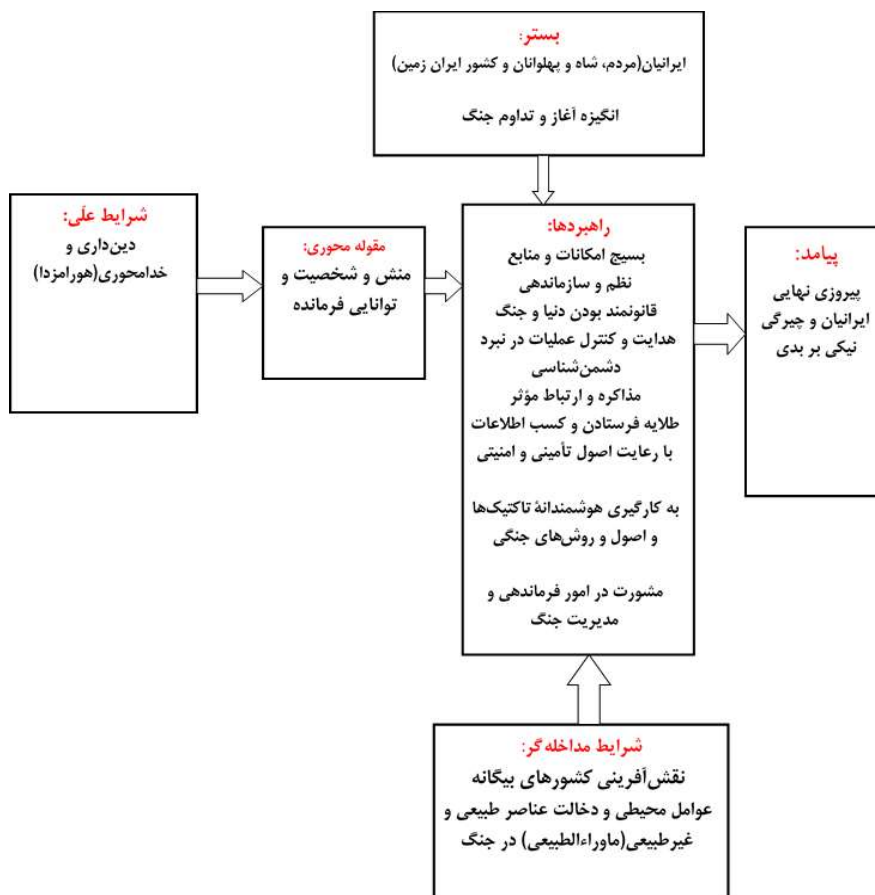 بستر:
ایرانیان(مردم، شاه و پهلوانان و کشور ایران زمین)
انگیزه آغاز و تداوم جنگ
شرایط علّی:
دین‌داری و
خدامحوری(هورامزدا)
مقوله محوری:
منش و شخصیت و
توانایی فرمانده
راهبردها:
بسیج امکانات و منابع
نظم و سازماندهی
قانونمند بودن دنیا و جنگ
هدایت و کنترل عملیات در نبرد
دشمن‌شناسی
مذاکره و ارتباط مؤثر
طلایه فرستادن و کسب اطلاعات
با رعایت اصول تأمینی و امنیتی
به کارگیری هوشمندانهٔ تاکتیک‌ها
و اصول و روش‌های جنگی
مشورت در امور فرماندهی و
مدیریت جنگ
پیامد:
پیروزی نهایی
ایرانیان و چیرگی
نیکی بر بدی
شرایط مداخله‌گر:
نقش‌آفرینی کشورهای بیگانه
عوامل محیطی و دخالت عناصر طبیعی و
غیرطبیعی(ماوراءالطبیعی) در جنگ